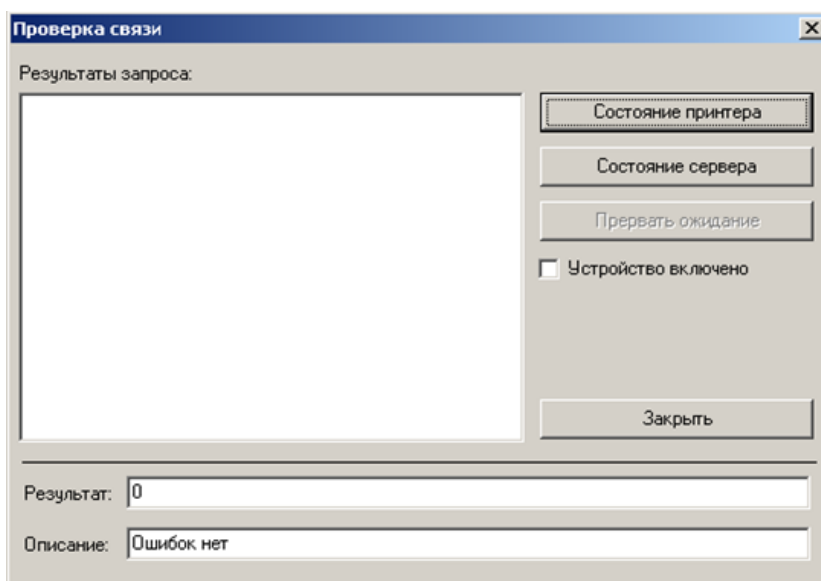 Проверка связи
Результаты запроса:
Состояние принтера
Состояние сервера
Прервать ожидание
Устройство включено
Закрыть
Результат: 0
Описание: Ошибок нет